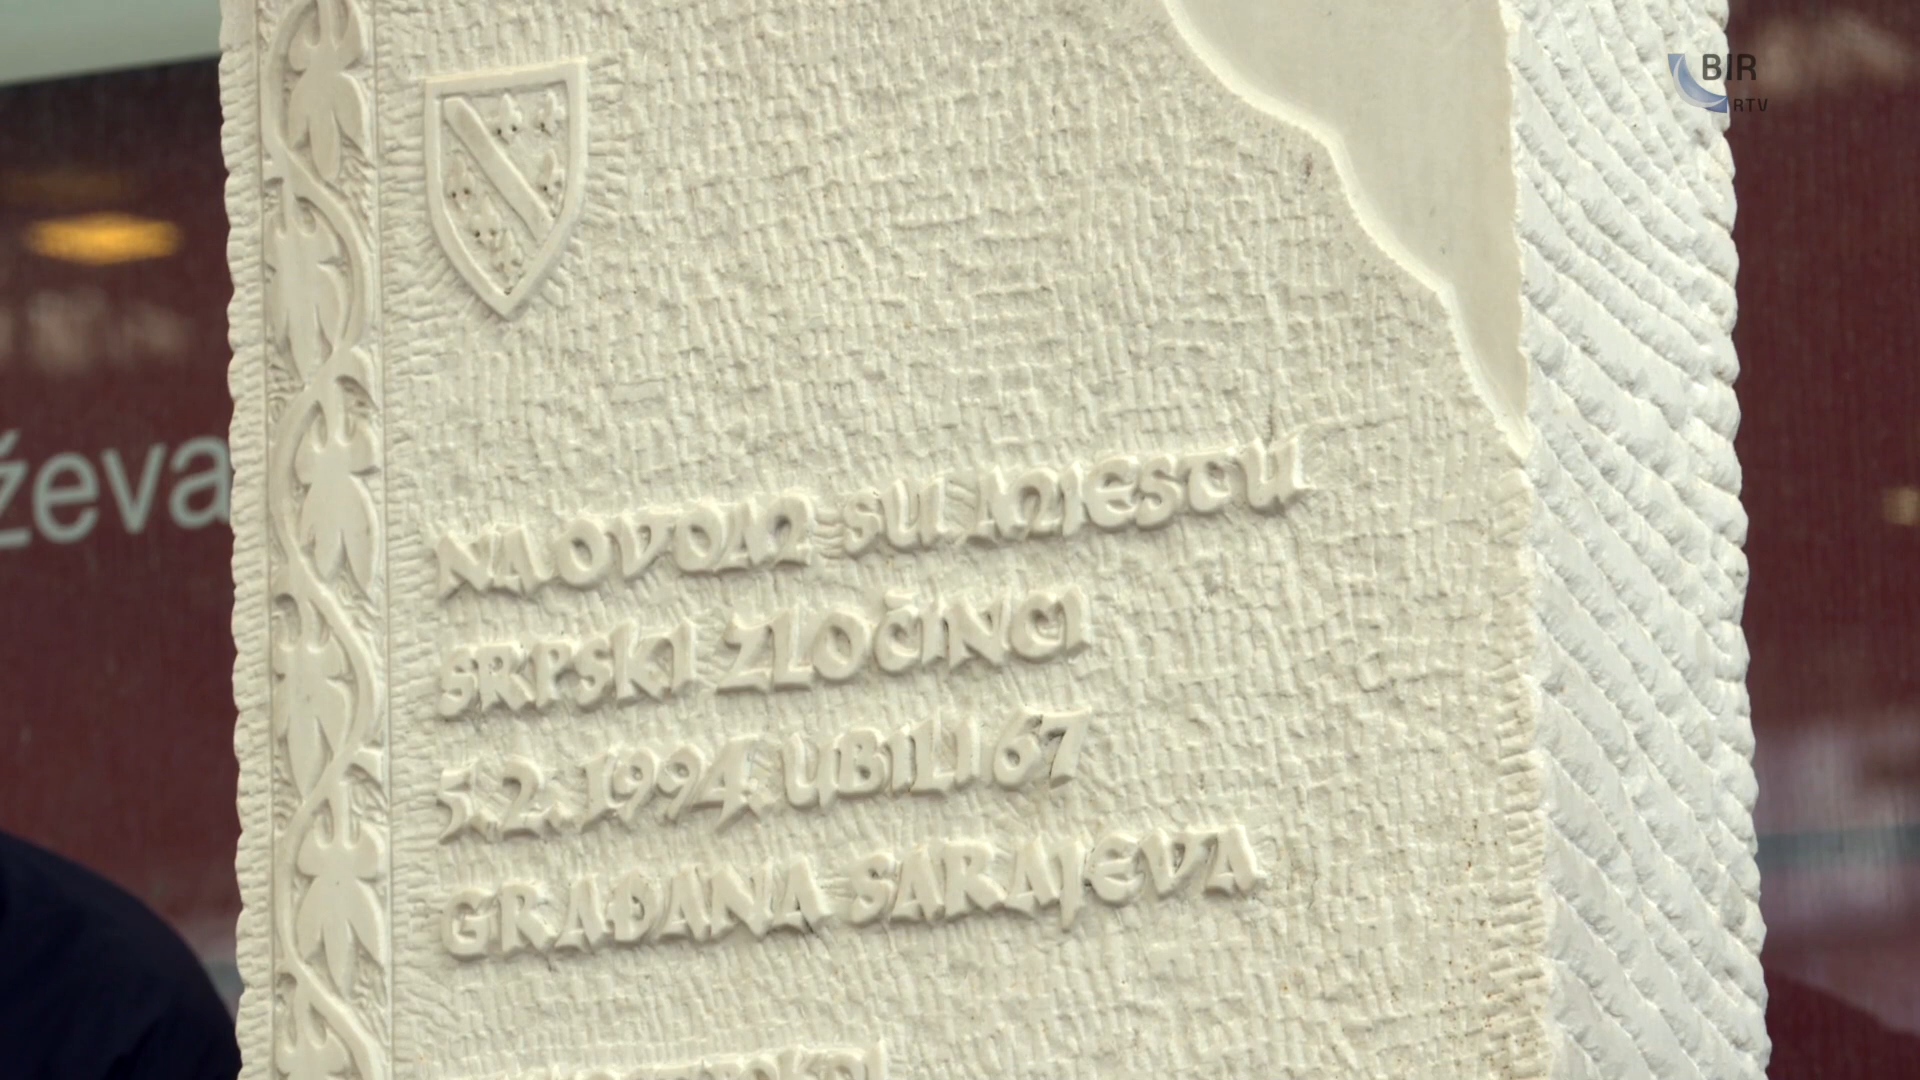 BIR
RTV
ževa
NA OVOM SU MJESTU
SRPSKI ZLOČINCI
5.2.1994. UBILI 67
GRAĐANA SARAJEVA